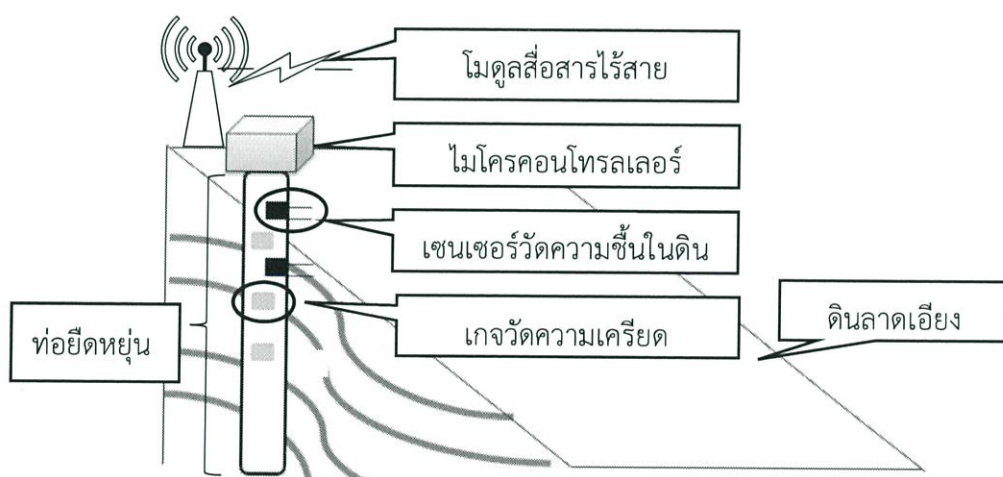 โมดูลสื่อสารไร้สาย
ไมโครคอนโทรลเลอร์
เซนเซอร์วัดความชื้นในดิน
เกจวัดความเครียด
ดินลาดเอียง
ท่อยืดหยุ่น